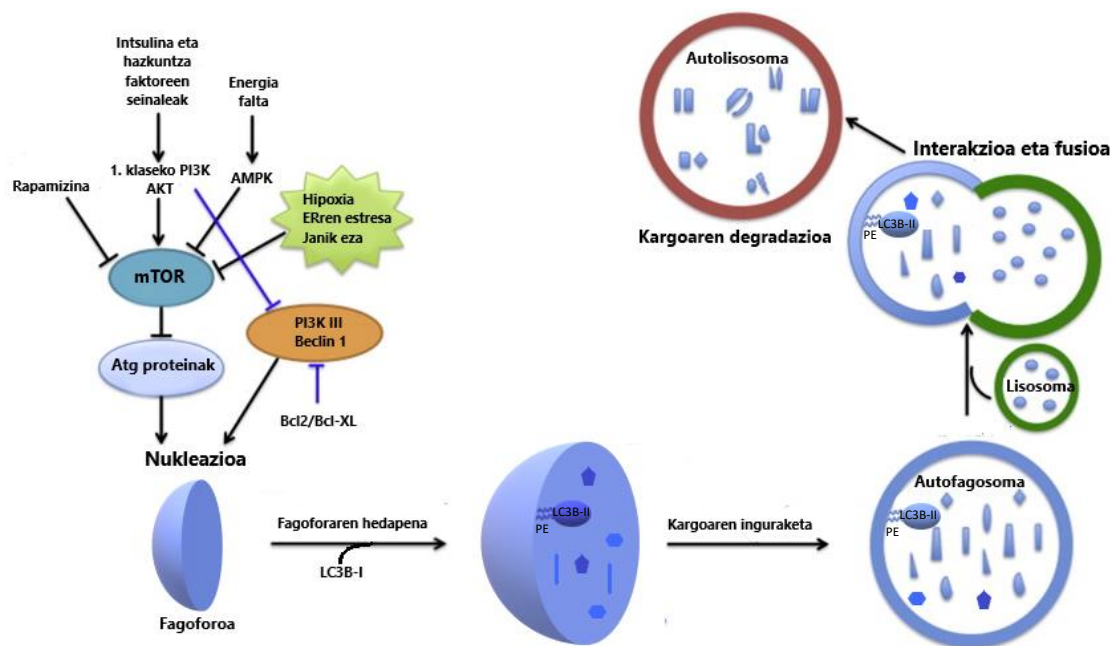 Intsulina eta
hazkuntza
faktoreen
seinaleak
Energia
falta
Rapamizina
1. klaseko PI3K
AKT
AMPK
Hipoxia
ERren estresa
Janik eza
mTOR
PI3K III
Beclin 1
Atg proteinak
Bcl2/Bcl-XL
Nukleazioa
Fagoforoa
Fagoforaren hedapena
LC3B-I
LC3B-II
PE
Kargoaren inguraketa
Autofagosoma
LC3B-II
PE
Lisosoma
Interakzioa eta fusioa
LC3B-II
PE
Autolisosoma
Kargoaren degradazioa